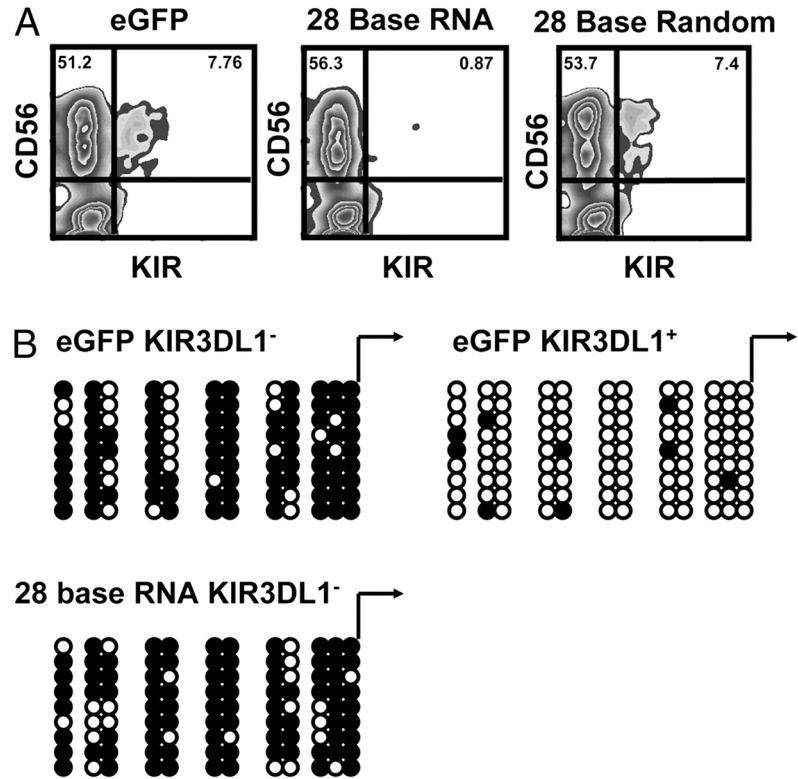 A
eGFP
28 Base RNA
28 Base Random
51.2
7.76
56.3
0.87
53.7
7.4
CD56
CD56
CD56
KIR
KIR
KIR
B
eGFP KIR3DL1-
eGFP KIR3DL1+
28 base RNA KIR3DL1-